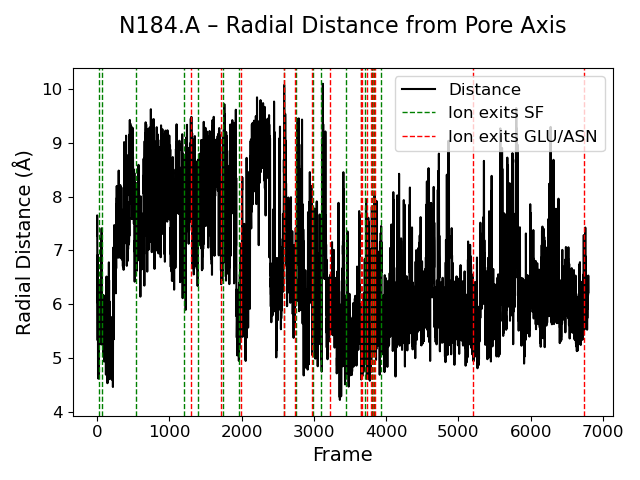 N184.A – Radial Distance from Pore Axis
Distance
Ion exits SF
Ion exits GLU/ASN
Radial Distance (Å)
10
9
8
7
6
5
4
0 1000 2000 3000 4000 5000 6000 7000
Frame